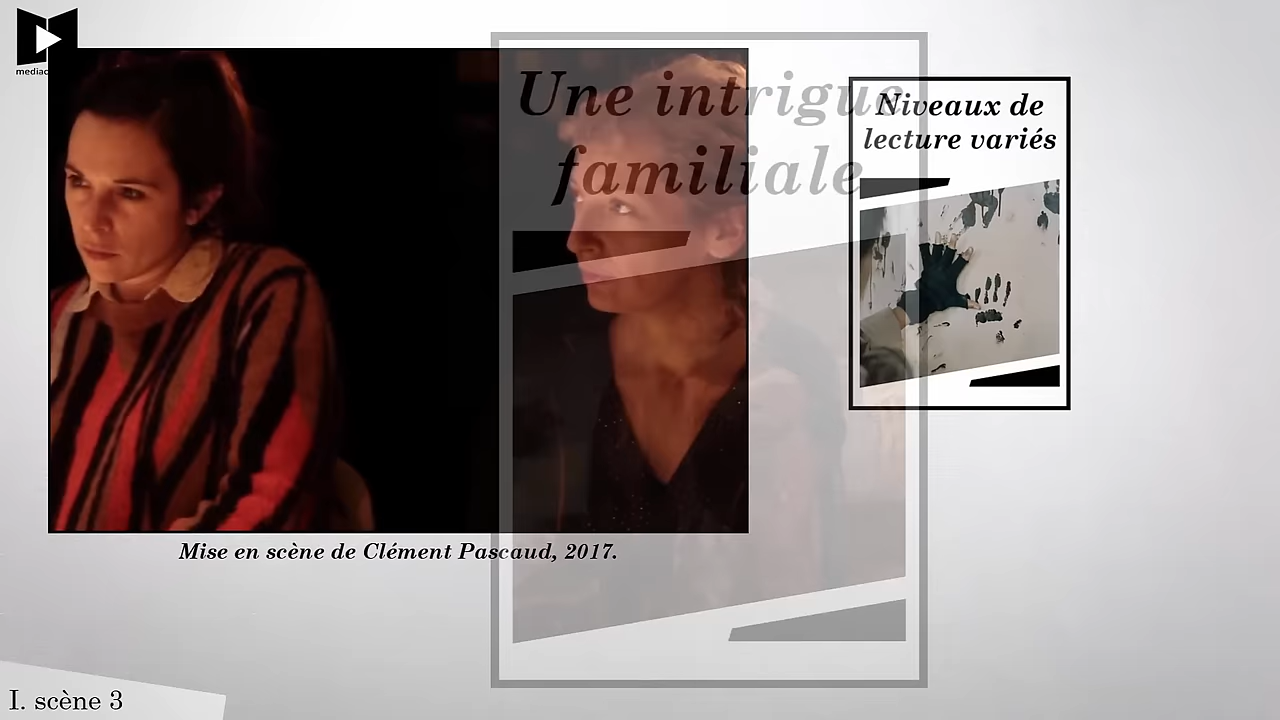 Une intrigue
familiale
Niveaux de
lecture variés
Mise en scène de Clément Pascaud, 2017.
I. scène 3